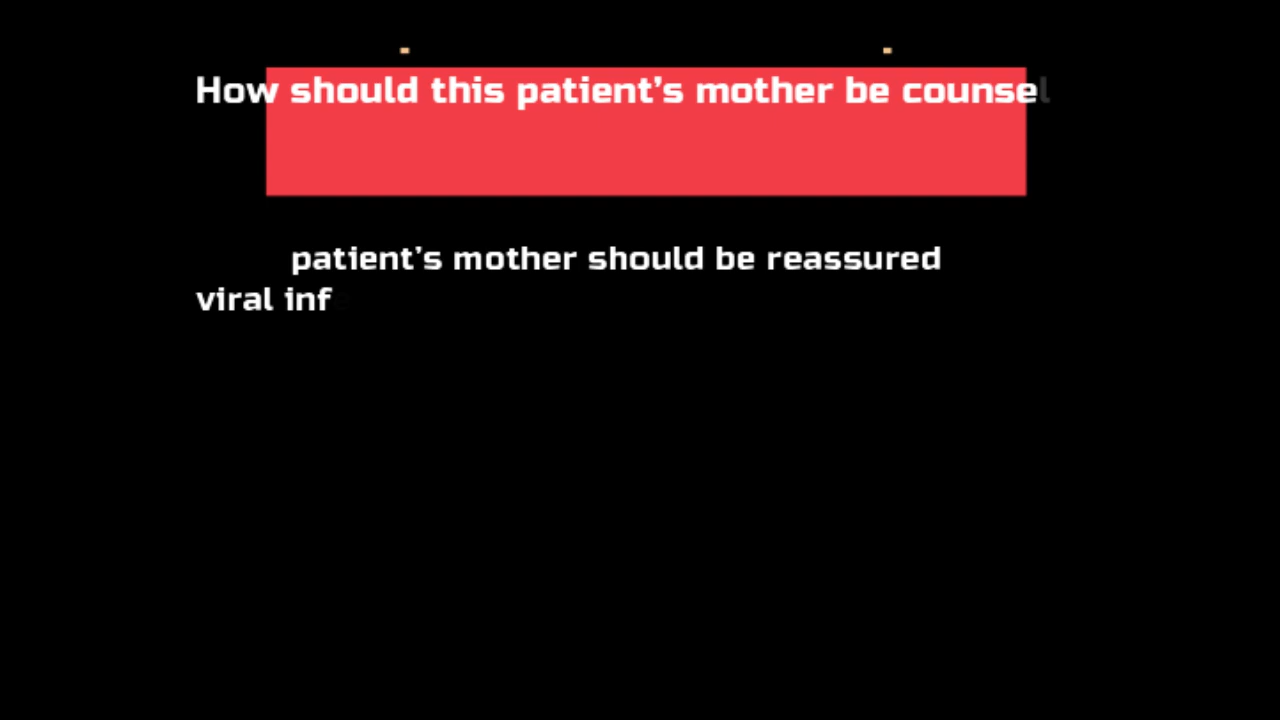 How should this patient's mother be counsel
patient's mother should be reassured
viral inf